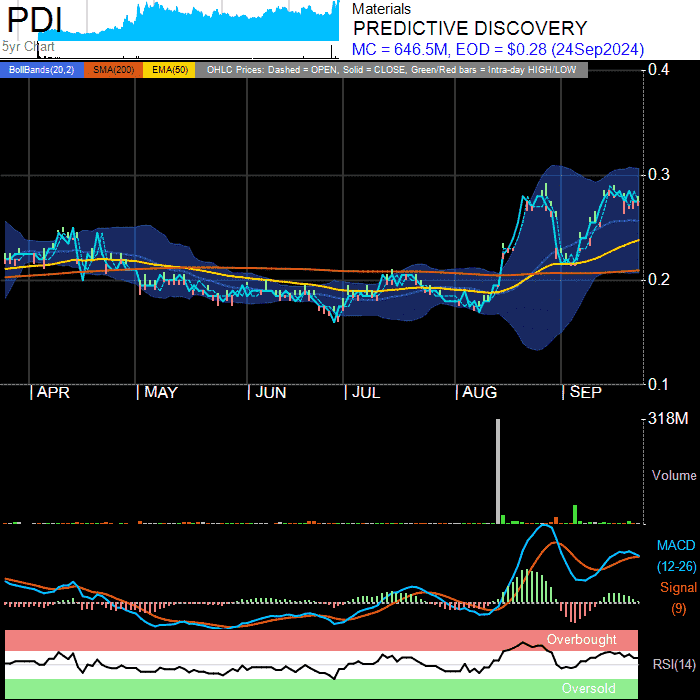 PDI
5yr Chart
Materials
PREDICTIVE DISCOVERY
MC = 646.5M, EOD = $0.28 (24Sep2024)
BollBands(20,2) SMA(200) EMA(50) OHLC Prices: Dashed = OPEN, Solid = CLOSE, Green/Red bars = Intra-day HIGH/LOW
0.4
0.3
0.2
0.1
APR MAY JUN JUL AUG SEP
318M
Volume
MACD
(12-26)
Signal
(9)
Overbought
RSI(14)
Oversold